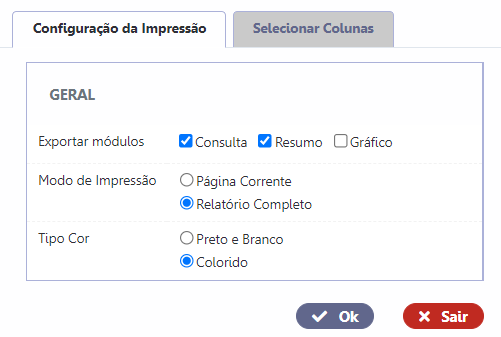 Configuração da Impressão Selecionar Colunas
GERAL
Exportar módulos Consulta Resumo Gráfico
Modo de Impressão Página Corrente
Relatório Completo
Tipo Cor Preto e Branco
Colorido
Ok Sair